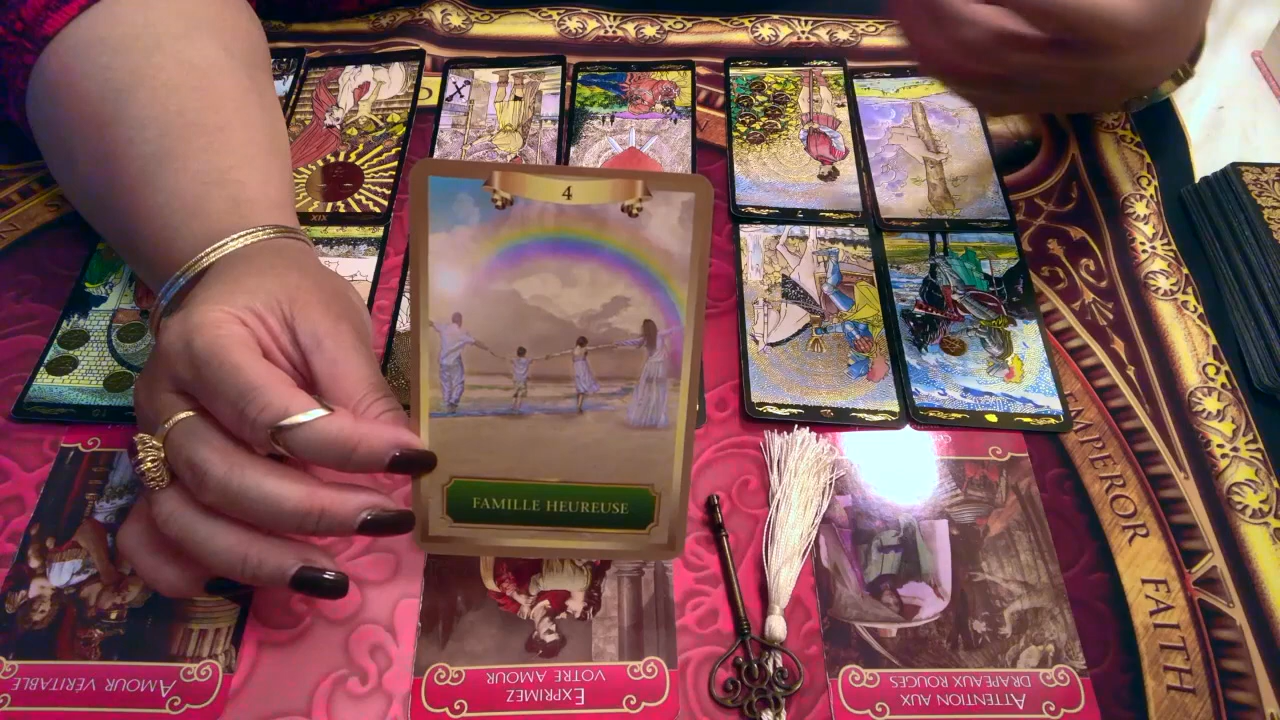 X
XIX
4
FAMILLE HEUREUSE
EMPEROR
FAITH
AMOUR VÉRITABLE
EXPRIMEZ
VOTRE AMOUR
ATTENTION AUX
DRAPEAUX ROUGES